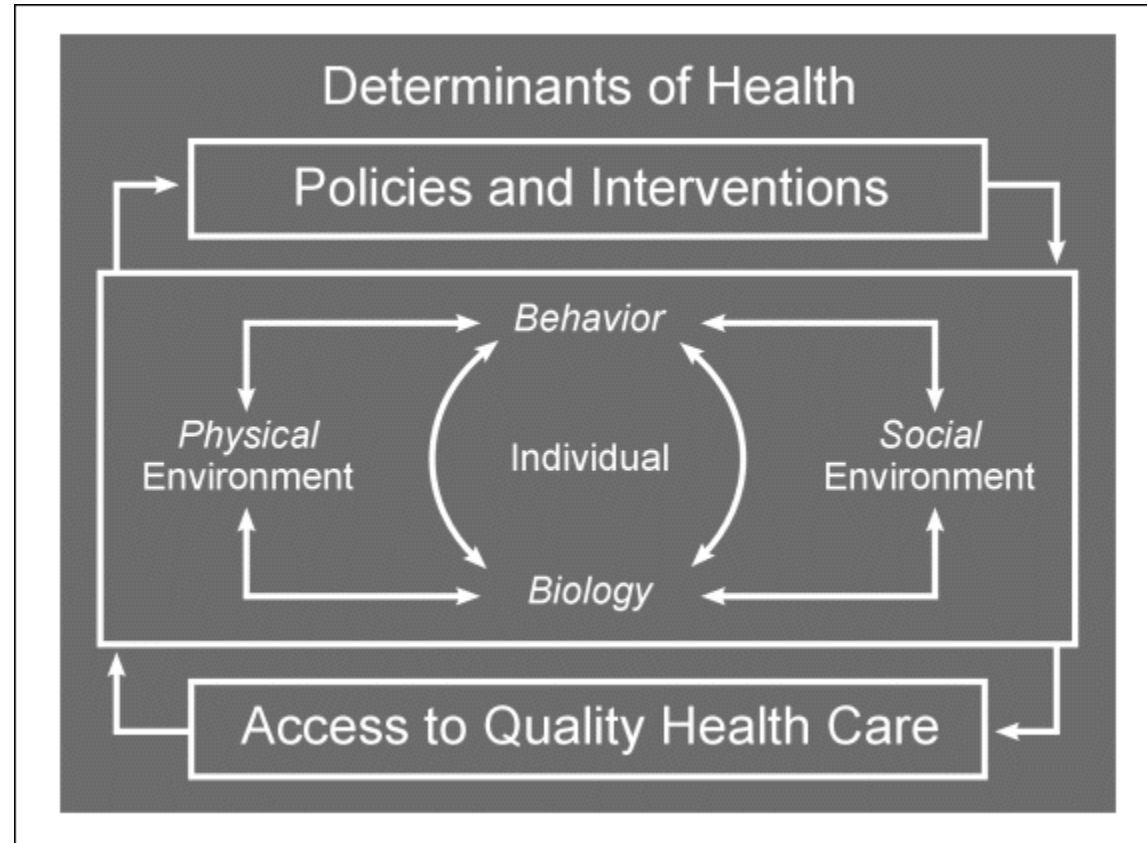 Determinants of Health
Policies and Interventions
Behavior
Physical
Environment
Individual
Social
Environment
Biology
Access to Quality Health Care